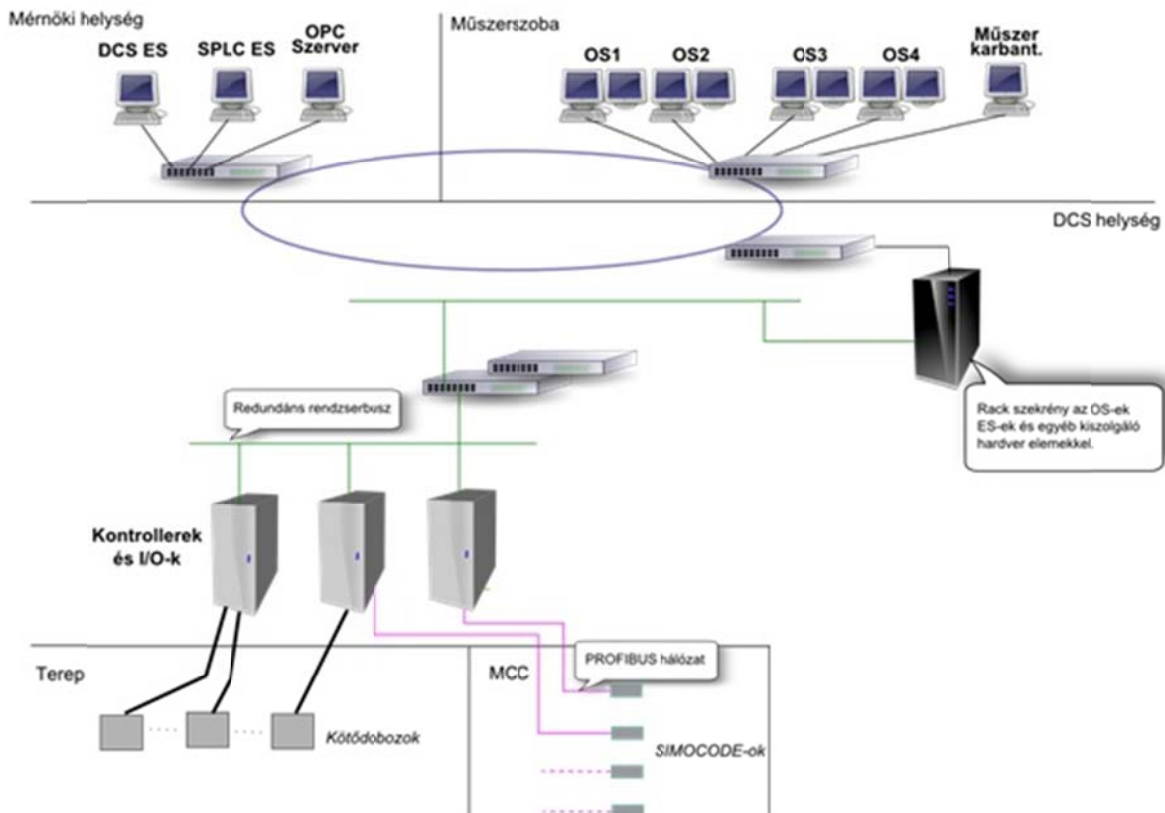 Mérnöki helység
Műszerszoba
DCS ES
SPLC ES
OPC
Szerver
OS1
OS2
OS3
OS4
Műszer
karbant.
DCS helység
Redundáns rendzserbusz
Rack szekrény az OS-ek
ES-ek és egyéb kiszolgáló
hardver elemekkel.
Kontrollerek
és I/O-k
Terep
MCC
PROFIBUS hálózat
Kötődobozok
SIMOCODE-ok